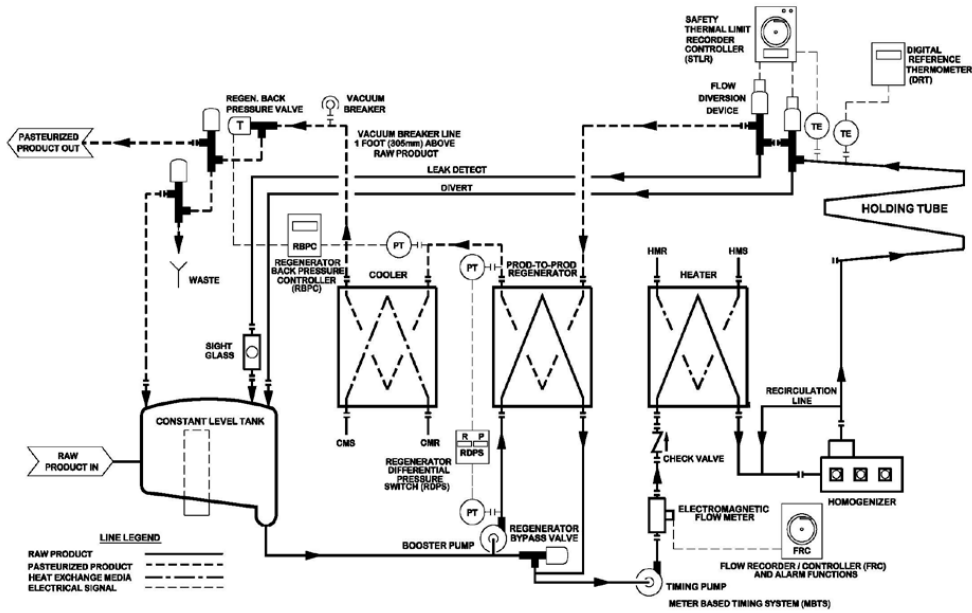 SAFETY
THERMAL LIMIT
RECORDER
CONTROLLER
(STLR)
DIGITAL
REFERENCE
THERMOMETER
(DRT)
FLOW
DIVERSION
DEVICE
TE
TE
REGEN. BACK
PRESSURE VALVE
T
VACUUM
BREAKER
PASTEURIZED
PRODUCT OUT
VACUUM BREAKER LINE
1 FOOT (305mm) ABOVE
RAW PRODUCT
LEAK DETECT
DIVERT
HOLDING TUBE
WASTE
RBPC
REGENERATOR
BACK PRESSURE
CONTROLLER
(RBPC)
PT
COOLER
PT
PROD-TO-PROD
REGENERATOR
HMR
HEATER
HMS
SIGHT
GLASS
RECIRCULATION
LINE
CONSTANT LEVEL TANK
CMS
CMR
RAW
PRODUCT IN
R P
RDPS
REGENERATOR
DIFFERENTIAL
PRESSURE
SWITCH (RDPS)
PT
CHECK VALVE
HOMOGENIZER
ELECTROMAGNETIC
FLOW METER
FRC
FLOW RECORDER / CONTROLLER (FRC)
AND ALARM FUNCTIONS
BOOSTER PUMP
REGENERATOR
BYPASS VALVE
TIMING PUMP
METER BASED TIMING SYSTEM (MBTS)
LINE LEGEND
RAW PRODUCT
PASTEURIZED PRODUCT
HEAT EXCHANGE MEDIA
ELECTRICAL SIGNAL